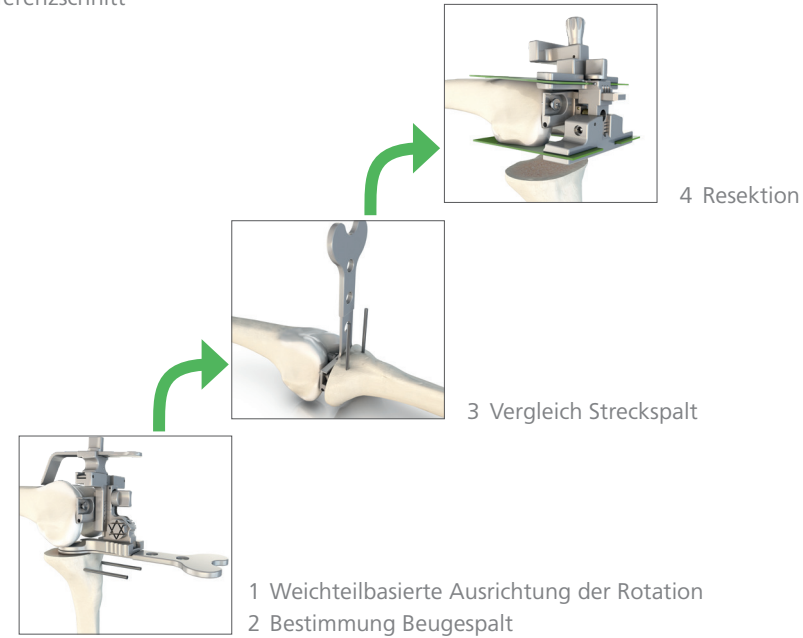 4 Resektion
3 Vergleich Streckspalt
1 Weichteilbasierte Ausrichtung der Rotation
2 Bestimmung Beugespalt